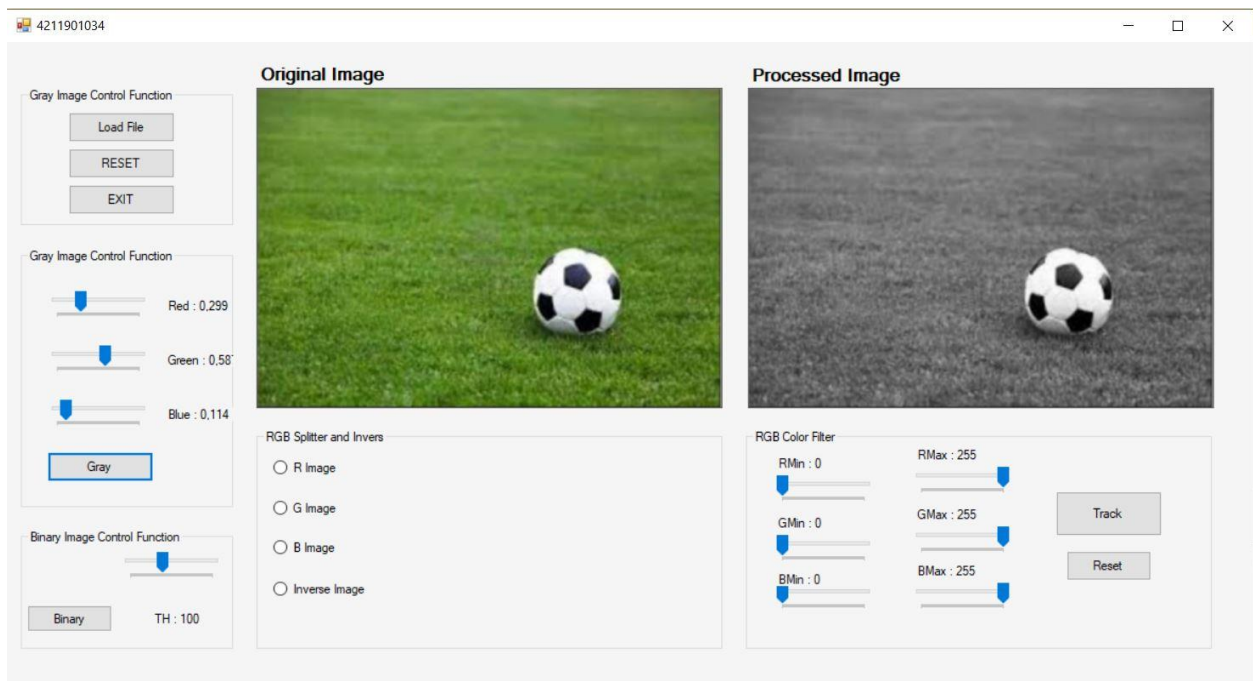 4211901034
Original Image
Processed Image
Gray Image Control Function
Load File
RESET
EXIT
Gray Image Control Function
Red : 0,299
Green : 0,58
Blue : 0,114
Gray
Binary Image Control Function
Binary
TH : 100
RGB Splitter and Invers
R Image
G Image
B Image
Inverse Image
RGB Color Filter
RMin : 0
RMax : 255
GMin : 0
GMax : 255
BMin : 0
BMax : 255
Track
Reset